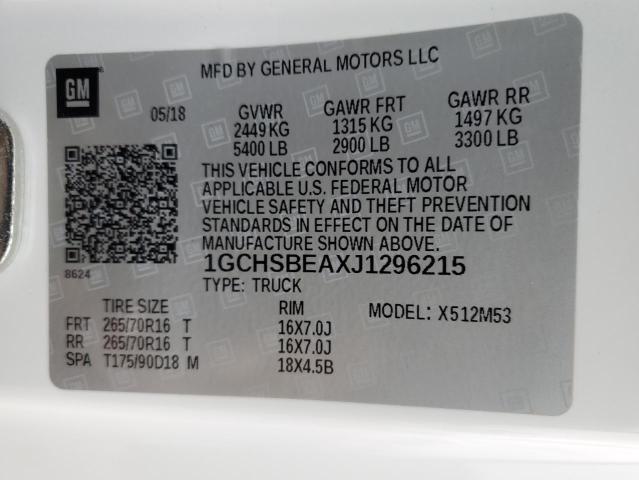 GM
MFD BY GENERAL MOTORS LLC
05/18
GVWR GAWR FRT GAWR RR
2449 KG 1315 KG 1497 KG
5400 LB 2900 LB 3300 LB
THIS VEHICLE CONFORMS TO ALL
APPLICABLE U.S. FEDERAL MOTOR
VEHICLE SAFETY AND THEFT PREVENTION
STANDARDS IN EFFECT ON THE DATE OF
MANUFACTURE SHOWN ABOVE.
8624
1GCHSBEAXJ1296215
TYPE: TRUCK
TIRE SIZE RIM MODEL: X512M53
FRT 265/70R16 T 16X7.0J
RR 265/70R16 T 16X7.0J
SPA T175/90D18 M 18X4.5B